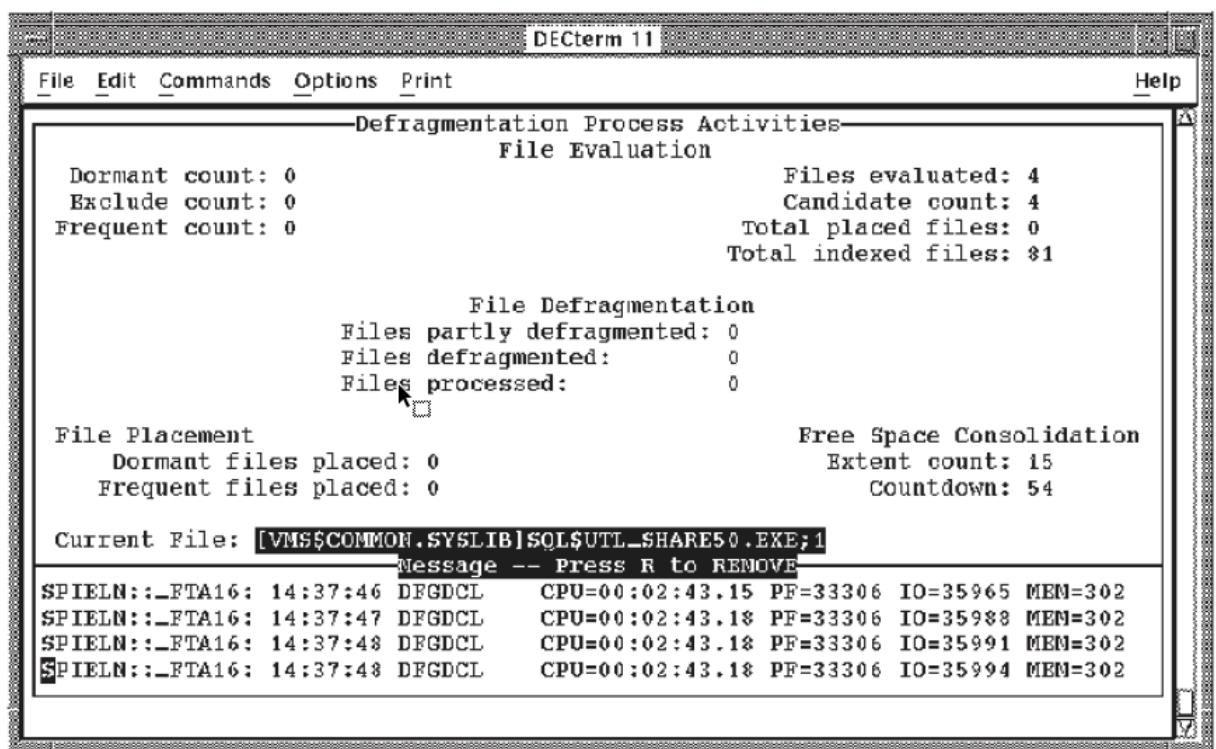 DECterm 11
File Edit Commands Options Print Help
Defragmentation Process Activities
File Evaluation
Dormant count: 0 Files evaluated: 4
Exclude count: 0 Candidate count: 4
Frequent count: 0 Total placed files: 0
Total indexed files: 81
File Defragmentation
Files partly defragmented: 0
Files defragmented: 0
Files processed: 0
File Placement Free Space Consolidation
Dormant files placed: 0 Extent count: 15
Frequent files placed: 0 Countdown: 54
Current File: [VMS$COMMON.SYSLIB]SQL$UTL_SHARE50.EXE;1
Message -- Press R to REMOVE
SPIELN::_FTA16: 14:37:46 DFGDCL CPU=00:02:43.15 PF=33306 IO=35965 MEM=302
SPIELN::_FTA16: 14:37:47 DFGDCL CPU=00:02:43.18 PF=33306 IO=35988 MEM=302
SPIELN::_FTA16: 14:37:48 DFGDCL CPU=00:02:43.18 PF=33306 IO=35991 MEM=302
SPIELN::_FTA16: 14:37:48 DFGDCL CPU=00:02:43.18 PF=33306 IO=35994 MEM=302